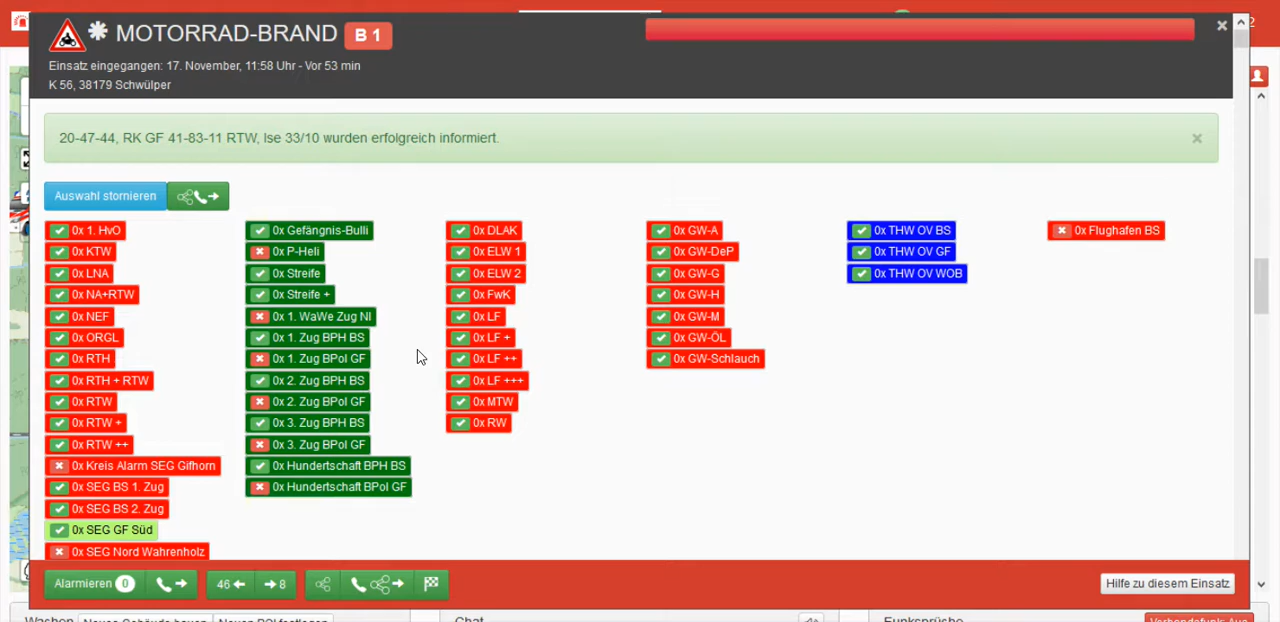 MOTORRAD-BRAND B 1
Einsatz eingegangen: 17. November, 11:58 Uhr - Vor 53 min
K 56, 38179 Schwülper
20-47-44, RK GF 41-83-11 RTW, lse 33/10 wurden erfolgreich informiert.
Auswahl stornieren
0x 1. HvO
0x KTW
0x LNA
0x NA+RTW
0x NEF
0x ORGL
0x RTH
0x RTH + RTW
0x RTW
0x RTW +
0x RTW ++
0x Kreis Alarm SEG Gifhorn
0x SEG BS 1. Zug
0x SEG BS 2. Zug
0x SEG GF Süd
0x SEG Nord Wahrenholz
0x Gefängnis-Bulli
0x P-Heli
0x Streife
0x Streife +
0x 1. WaWe Zug NI
0x 1. Zug BPH BS
0x 1. Zug BPol GF
0x 2. Zug BPH BS
0x 2. Zug BPol GF
0x 3. Zug BPH BS
0x 3. Zug BPol GF
0x Hundertschaft BPH BS
0x Hundertschaft BPol GF
0x DLAK
0x ELW 1
0x ELW 2
0x FwK
0x LF
0x LF +
0x LF ++
0x LF +++
0x MTW
0x RW
0x GW-A
0x GW-DeP
0x GW-G
0x GW-H
0x GW-M
0x GW-ÖL
0x GW-Schlauch
0x THW OV BS
0x THW OV GF
0x THW OV WOB
0x Flughafen BS
Alarmieren 0
46
8
Hilfe zu diesem Einsatz
Chat
Funksprüche